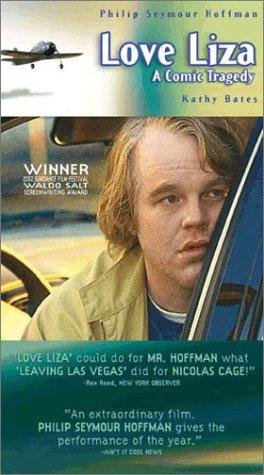 Philip Seymour Hoffman
Love Liza
A Comic Tragedy
Kathy Bates
WINNER
2002 SUNDANCE FILM FESTIVAL
WALDO SALT
SCREENWRITING AWARD
"'LOVE LIZA' could do for MR. HOFFMAN what
'LEAVING LAS VEGAS' did for NICOLAS CAGE!"
-Rex Reed, NEW YORK OBSERVER
"An extraordinary film.
PHILIP SEYMOUR HOFFMAN gives the
performance of the year."
-AIN'T IT COOL NEWS